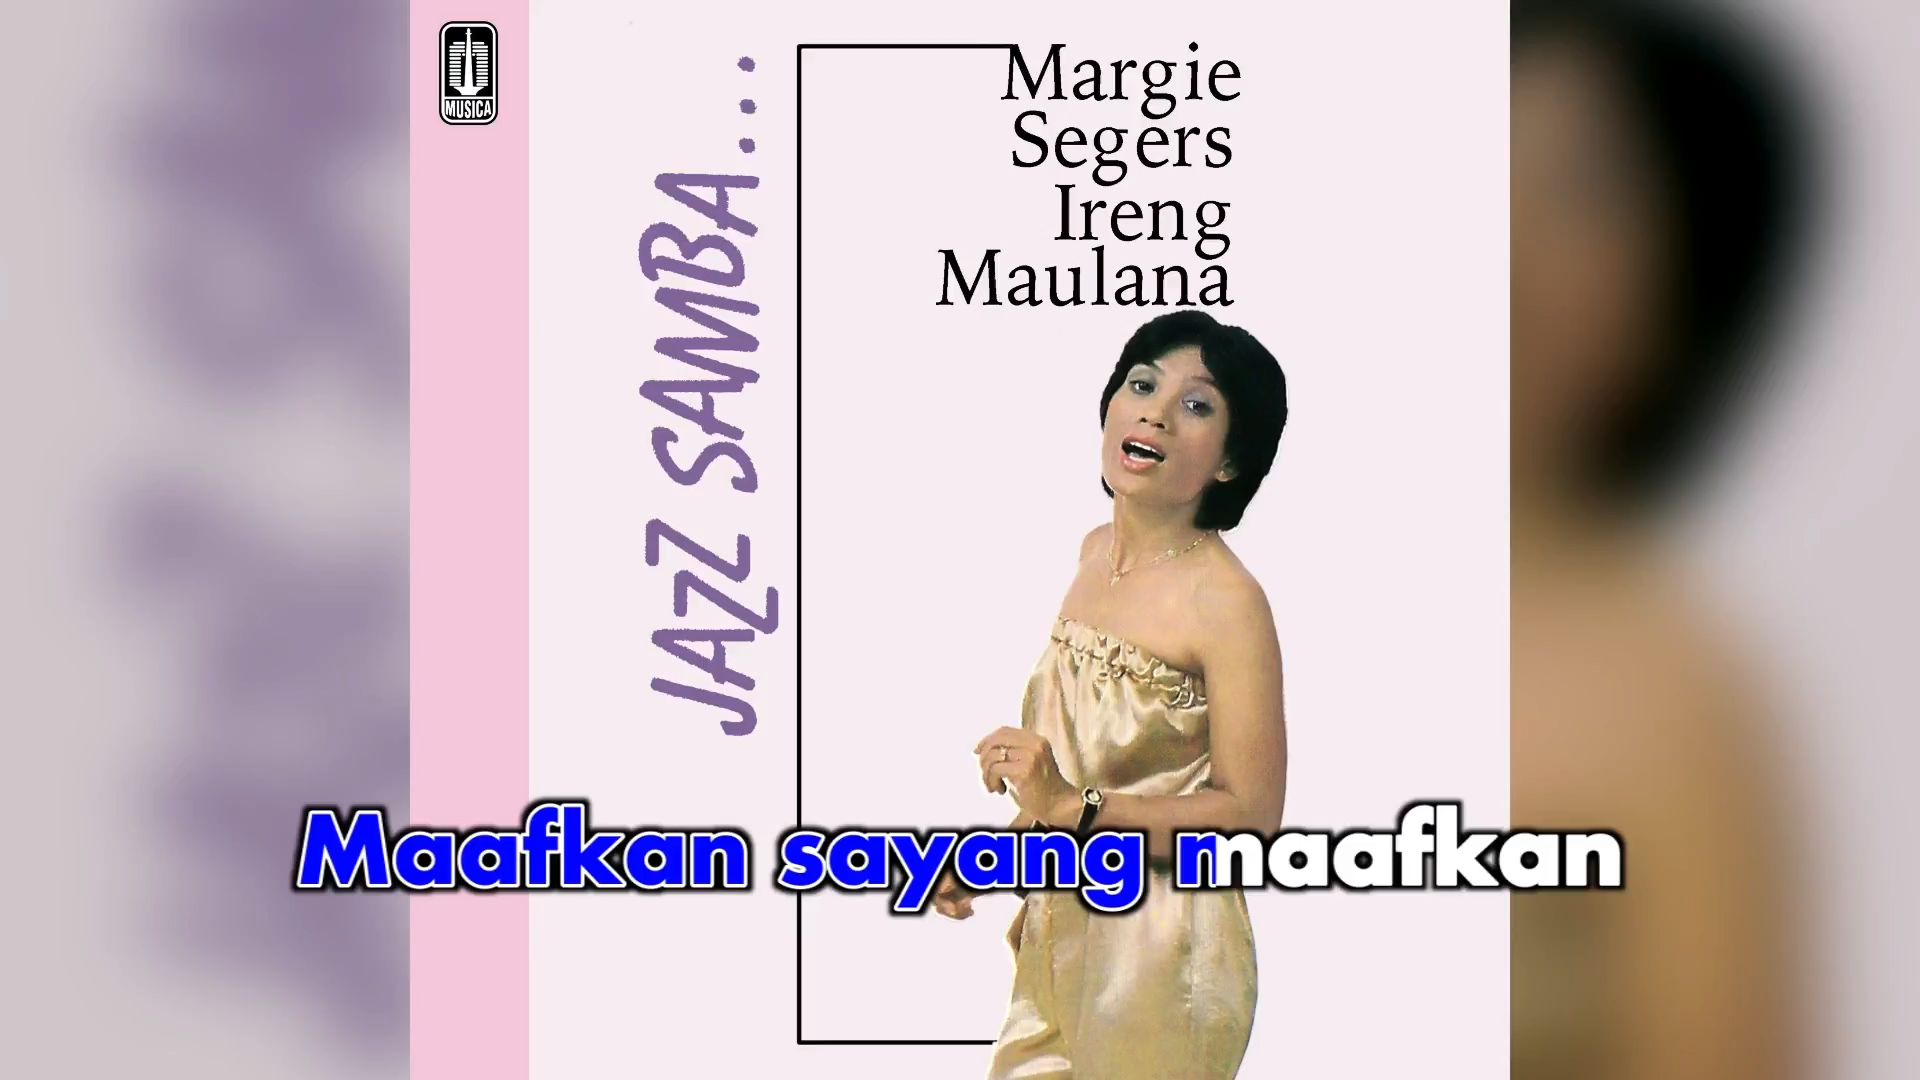 MUSICA
JAZZ SAMBA...
Margie
Segers
Ireng
Maulana
Maafkan sayang maafkan